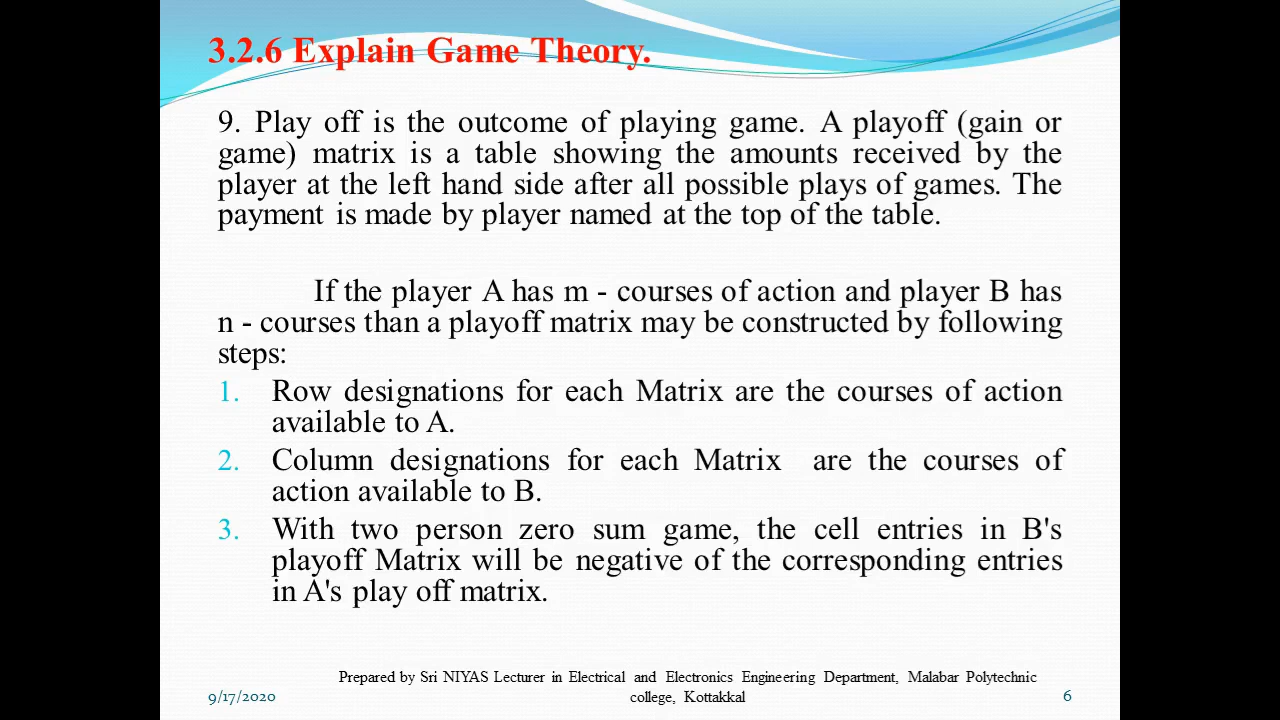 3.2.6 Explain Game Theory.
9. Play off is the outcome of playing game. A playoff (gain or
game) matrix is a table showing the amounts received by the
player at the left hand side after all possible plays of games. The
payment is made by player named at the top of the table.
If the player A has m - courses of action and player B has
n - courses than a playoff matrix may be constructed by following
steps:
1. Row designations for each Matrix are the courses of action
available to A.
2. Column designations for each Matrix are the courses of
action available to B.
3. With two person zero sum game, the cell entries in B's
playoff Matrix will be negative of the corresponding entries
in A's play off matrix.
Prepared by Sri NIYAS Lecturer in Electrical and Electronics Engineering Department, Malabar Polytechnic
9/17/2020 college, Kottakkal 6